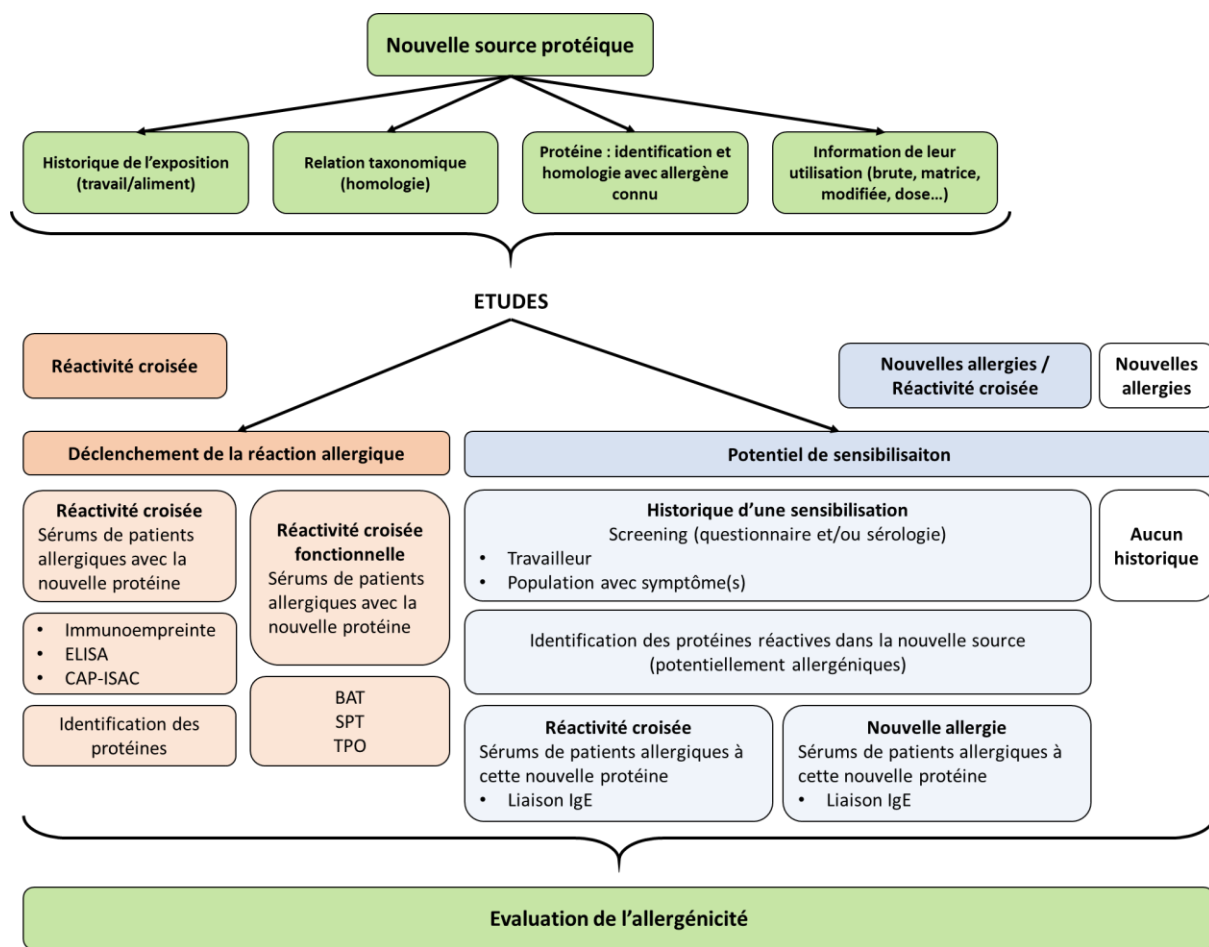 Nouvelle source protéique
Historique de l'exposition
(travail/aliment)
Relation taxonomique
(homologie)
Protéine : identification et
homologie avec allergène
connu
Information de leur
utilisation (brute, matrice,
modifiée, dose…)
ETUDES
Réactivité croisée
Nouvelles allergies /
Réactivité croisée
Nouvelles
allergies
Déclenchement de la réaction allergique
Potentiel de sensibilisaiton
Réactivité croisée
Sérums de patients
allergiques avec la
nouvelle protéine
• Immunoempreinte
• ELISA
• CAP-ISAC
Identification des
protéines
Réactivité croisée
fonctionnelle
Sérums de patients
allergiques avec la
nouvelle protéine
BAT
SPT
TPO
Historique d'une sensibilisation
Screening (questionnaire et/ou sérologie)
• Travailleur
• Population avec symptôme(s)
Aucun
historique
Identification des protéines réactives dans la nouvelle source
(potentiellement allergéniques)
Réactivité croisée
Sérums de patients allergiques à
cette nouvelle protéine
• Liaison IgE
Nouvelle allergie
Sérums de patients allergiques à
cette nouvelle protéine
• Liaison IgE
Evaluation de l'allergénicité